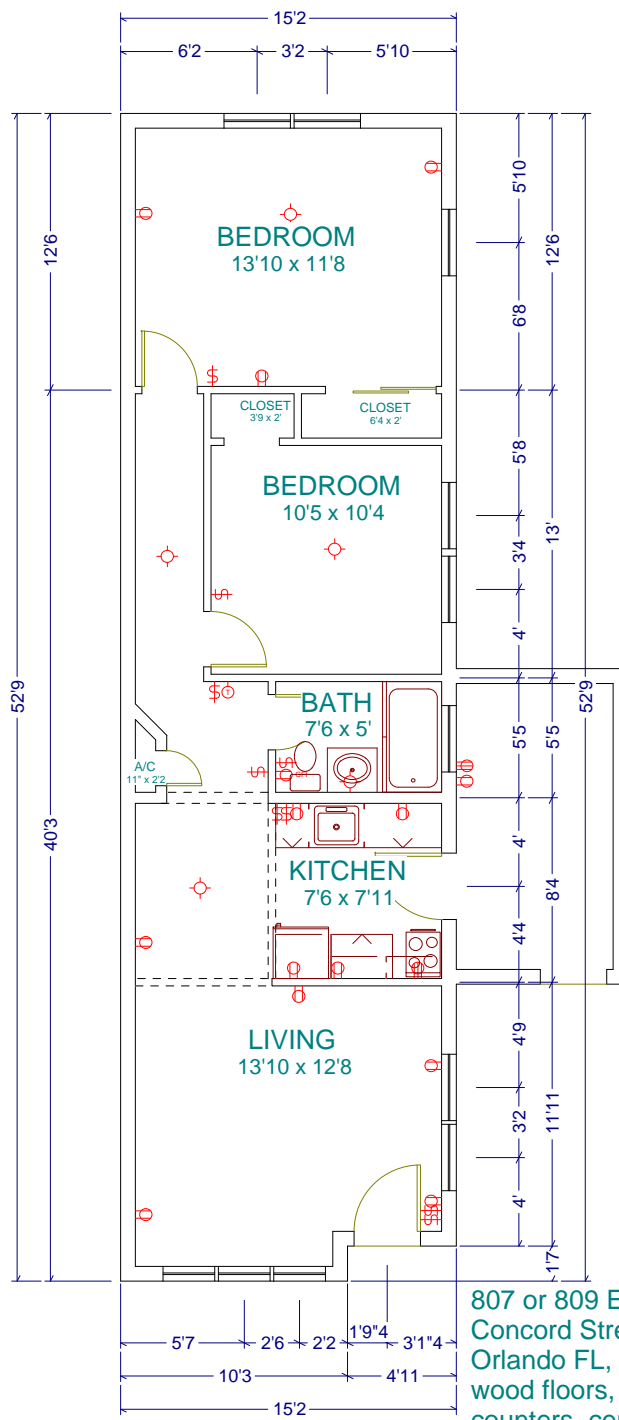 15'2
6'2 3'2 5'10
BEDROOM
13'10 x 11'8
5'10
12'6
12'6
6'8
CLOSET
3'9 x 2'
CLOSET
6'4 x 2'
5'8
BEDROOM
10'5 x 10'4
3'4
13'
4'
52'9
52'9
BATH
7'6 x 5'
5'5
5'5
A/C
11" x 2'2
40'3
4'
KITCHEN
7'6 x 7'11
8'4
4'4
LIVING
13'10 x 12'8
4'9
3'2
11'11
4'
1'7
807 or 809 E
Concord Stre
Orlando FL,
wood floors,
5'7 2'6 2'2 1'9"4 3'1"4
10'3 4'11
15'2